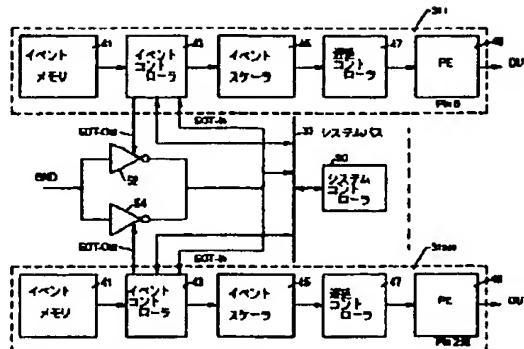 イベント
メモリ
41
イベント
コント
ローラ
43
イベント
スケーラ
45
遅延
コント
ローラ
47
PE
48
DUT
Pin 0
EOT-Out
EOT-In
33
システムバス
GND
52
54
システム
コント
ローラ
EOT-Out
EOT-In
イベント
メモリ
41
イベント
コント
ローラ
43
イベント
スケーラ
45
遅延
コント
ローラ
47
PE
48
DUT